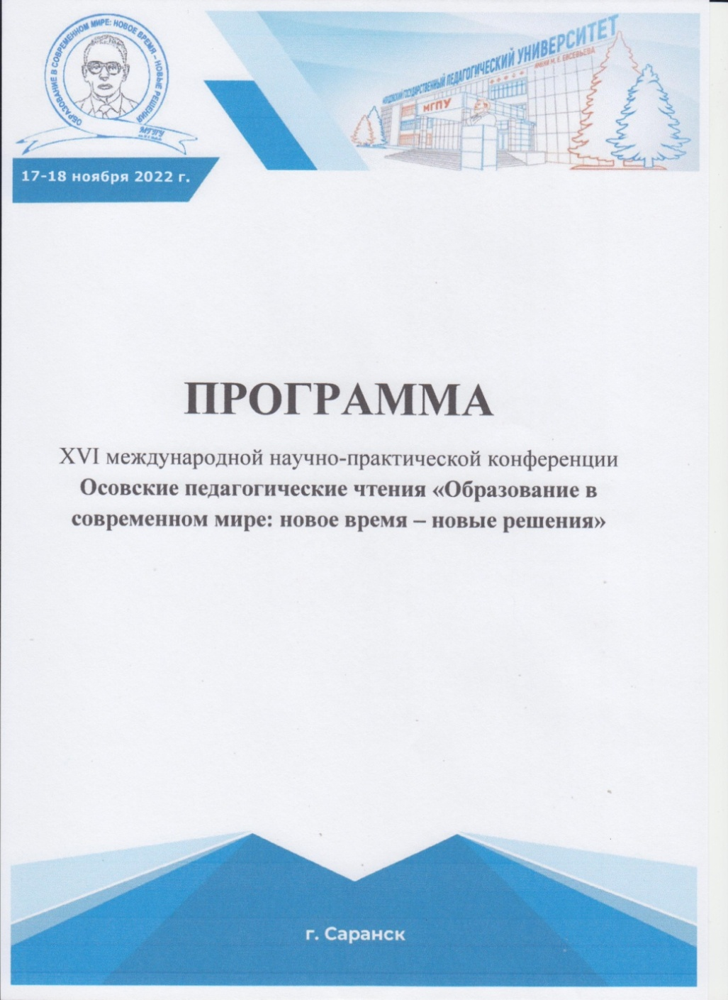 ОБРАЗОВАНИЕ В СОВРЕМЕННОМ МИРЕ: НОВОЕ ВРЕМЯ – НОВЫЕ РЕШЕНИЯ
МГПУ
17-18 ноября 2022 г.
МОРДОВСКИЙ ГОСУДАРСТВЕННЫЙ ПЕДАГОГИЧЕСКИЙ УНИВЕРСИТЕТ
ИМЕНИ М. Е. ЕВСЕВЬЕВА
МГПУ
ПРОГРАММА
XVI международной научно-практической конференции
Осовские педагогические чтения «Образование в
современном мире: новое время – новые решения»
г. Саранск